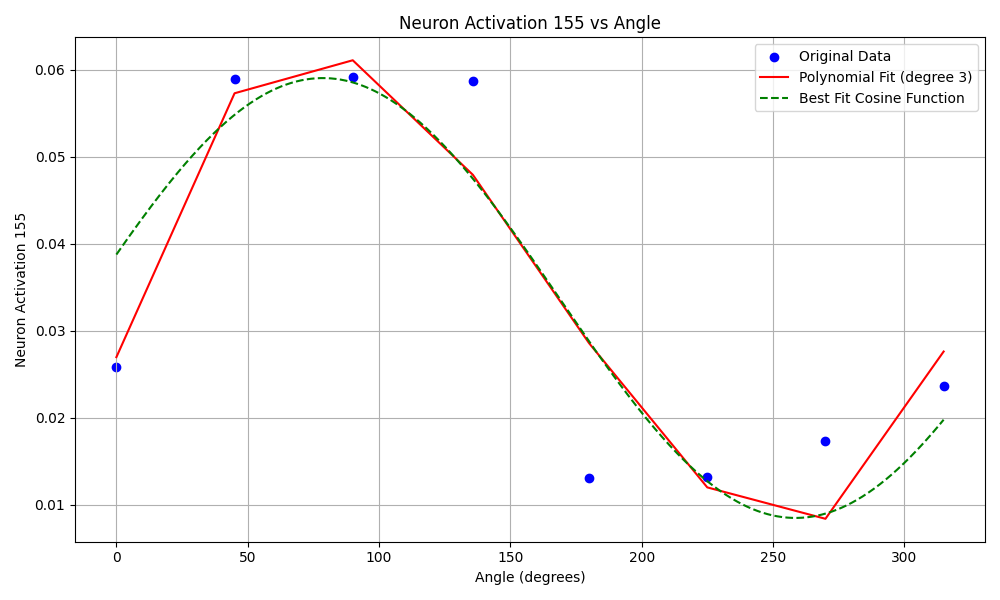 Neuron Activation 155 vs Angle
Original Data
Polynomial Fit (degree 3)
Best Fit Cosine Function
Neuron Activation 155
0.06
0.05
0.04
0.03
0.02
0.01
0 50 100 150 200 250 300
Angle (degrees)